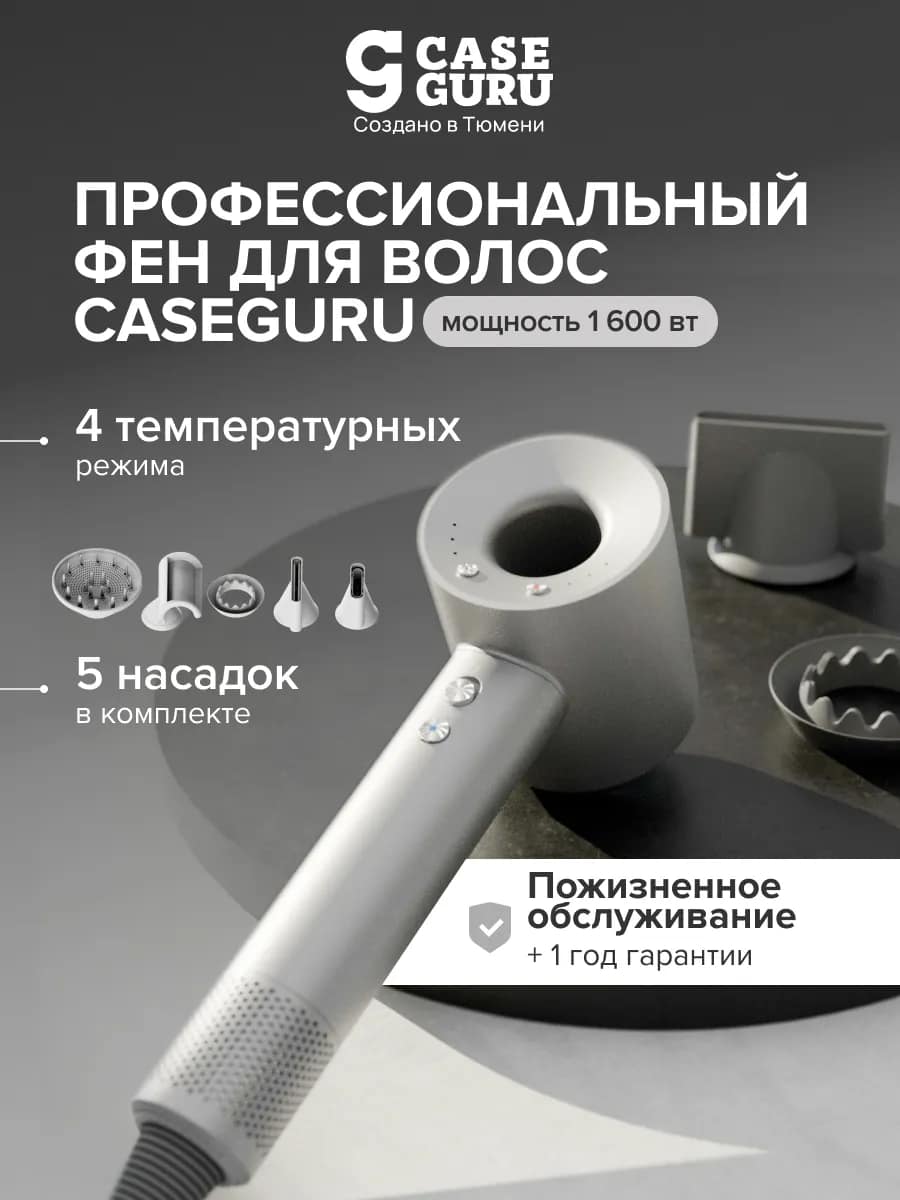 CASE
GURU
Создано в Тюмени
ПРОФЕССИОНАЛЬНЫЙ
ФЕН ДЛЯ ВОЛОС
CASEGURU мощность 1 600 вт
4 температурных
режима
5 насадок
в комплекте
Пожизненное
обслуживание
+ 1 год гарантии